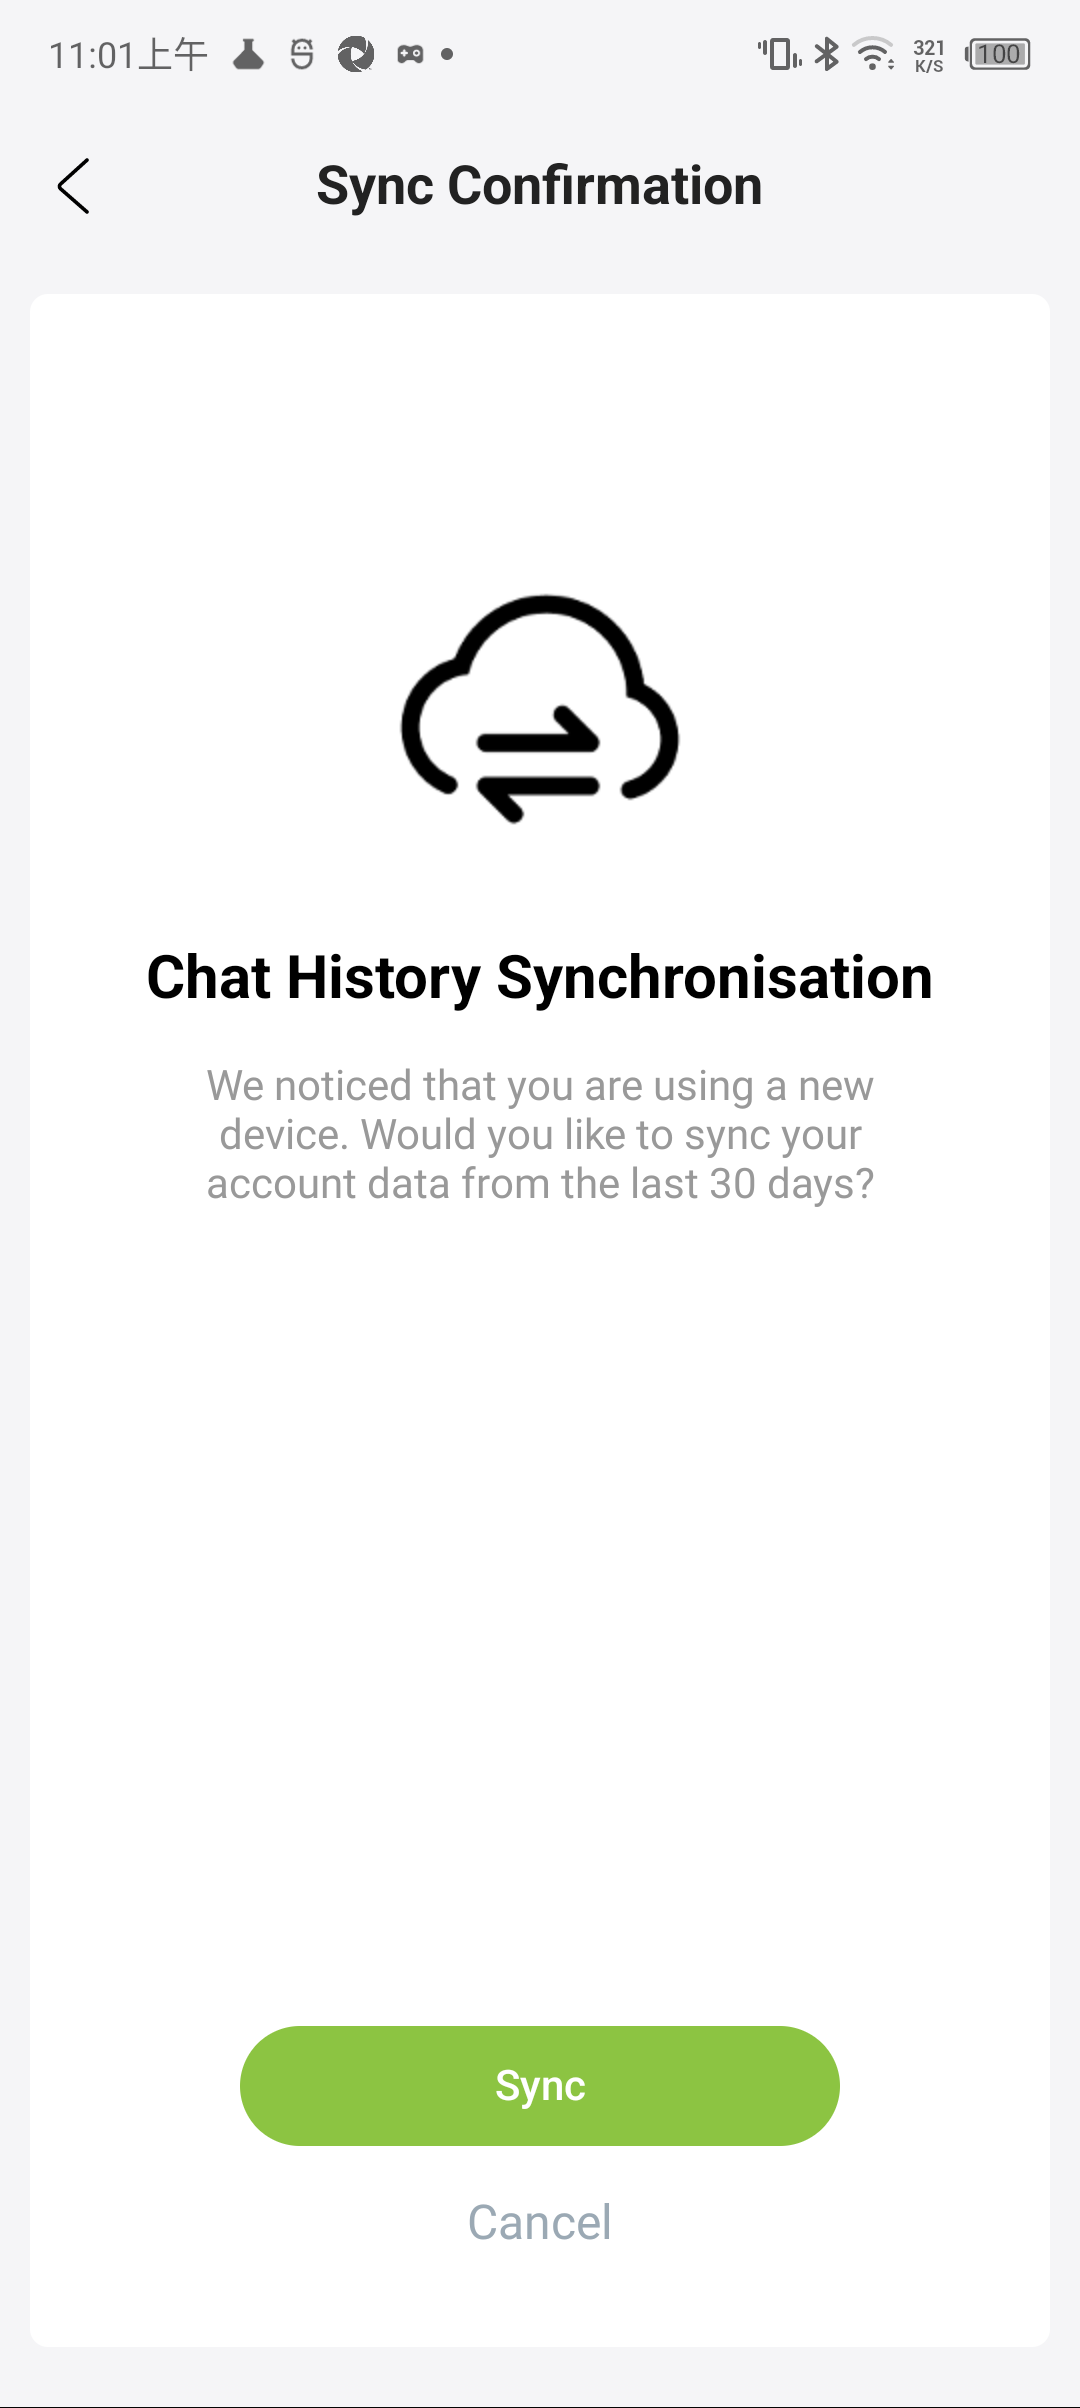 11:01上午
321
K/S
100
Sync Confirmation
Chat History Synchronisation
We noticed that you are using a new
device. Would you like to sync your
account data from the last 30 days?
Sync
Cancel